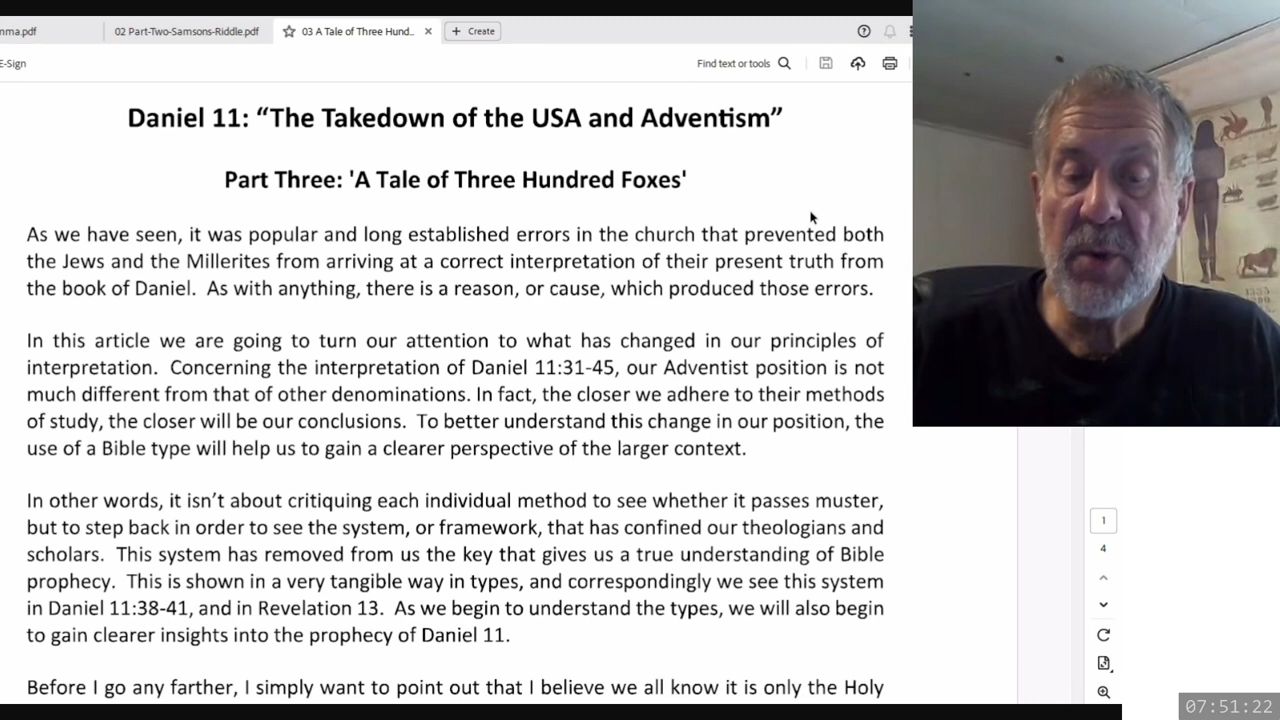 mma.pdf
02 Part-Two-Samsons-Riddle.pdf
03 A Tale of Three Hund..
Create
E-Sign
Find text or tools
Daniel 11: “The Takedown of the USA and Adventism”
Part Three: 'A Tale of Three Hundred Foxes'
As we have seen, it was popular and long established errors in the church that prevented both
the Jews and the Millerites from arriving at a correct interpretation of their present truth from
the book of Daniel. As with anything, there is a reason, or cause, which produced those errors.
In this article we are going to turn our attention to what has changed in our principles of
interpretation. Concerning the interpretation of Daniel 11:31-45, our Adventist position is not
much different from that of other denominations. In fact, the closer we adhere to their methods
of study, the closer will be our conclusions. To better understand this change in our position, the
use of a Bible type will help us to gain a clearer perspective of the larger context.
In other words, it isn’t about critiquing each individual method to see whether it passes muster,
but to step back in order to see the system, or framework, that has confined our theologians and
scholars. This system has removed from us the key that gives us a true understanding of Bible
prophecy. This is shown in a very tangible way in types, and correspondingly we see this system
in Daniel 11:38-41, and in Revelation 13. As we begin to understand the types, we will also begin
to gain clearer insights into the prophecy of Daniel 11.
Before I go any farther, I simply want to point out that I believe we all know it is only the Holy
1
4
07:51:22